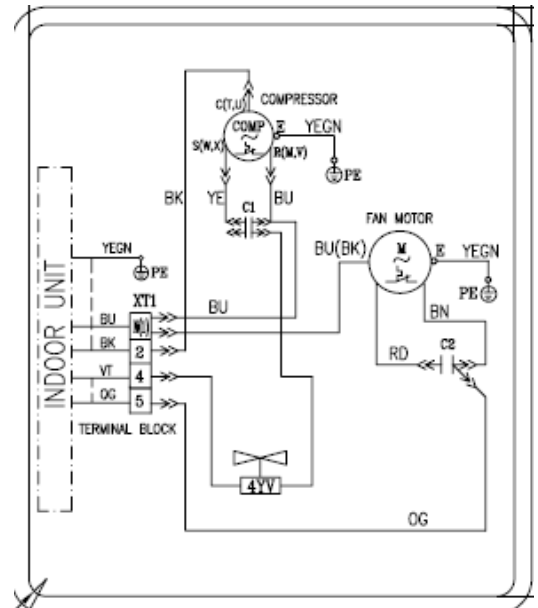 C(T,U) COMPRESSOR
COMP
E YEGN
S(W,X) R(M,V)
PE
BK YE BU
C1
FAN MOTOR
BU(BK) M E YEGN
YEGN
PE
PE
INDOOR UNIT
XT1
BU
BN
BU N(1)
C2
BK 2
RD
VT 4
OG 5
TERMINAL BLOCK
4YV
OG